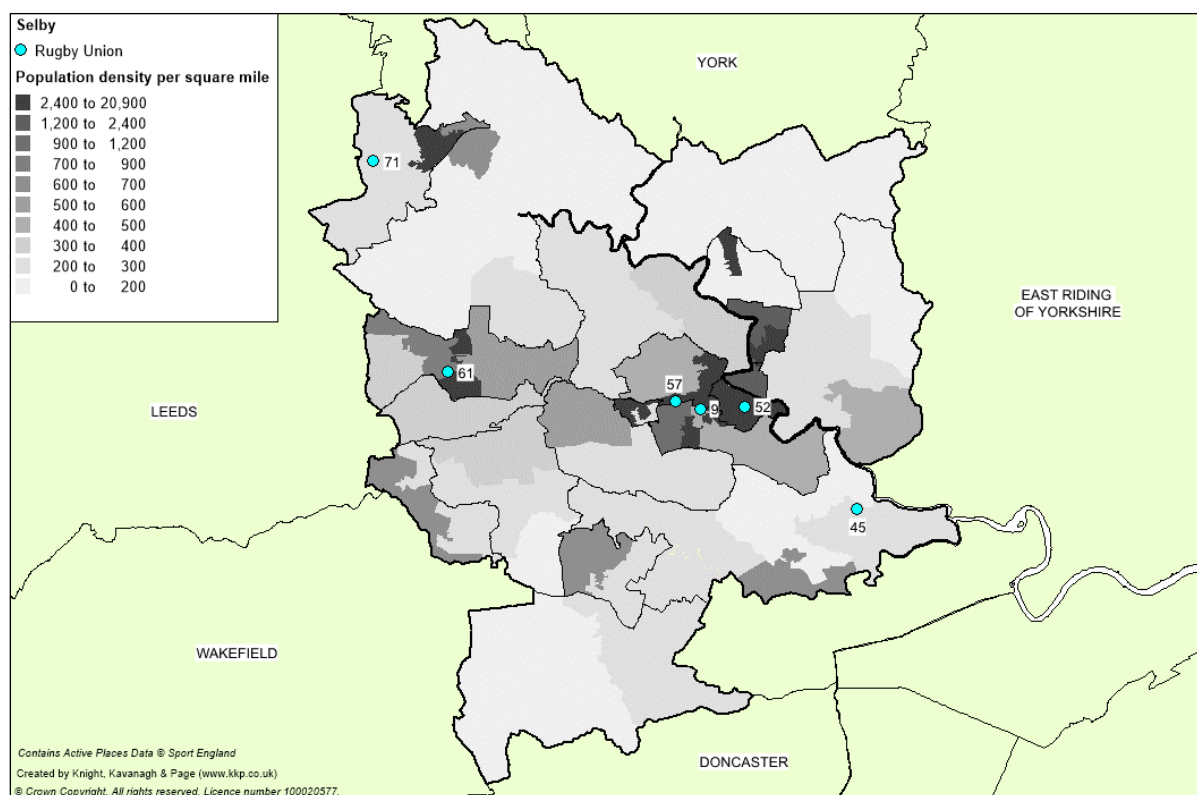 Selby
Rugby Union
Population density per square mile
2,400 to 20,900
1,200 to 2,400
900 to 1,200
700 to 900
600 to 700
500 to 600
400 to 500
300 to 400
200 to 300
0 to 200
YORK
71
EAST RIDING
OF YORKSHIRE
61
57
9
52
LEEDS
45
WAKEFIELD
DONCASTER
Contains Active Places Data © Sport England
Created by Knight, Kavanagh & Page (www.kkp.co.uk)
© Crown Copyright. All rights reserved. Licence number 100020577.